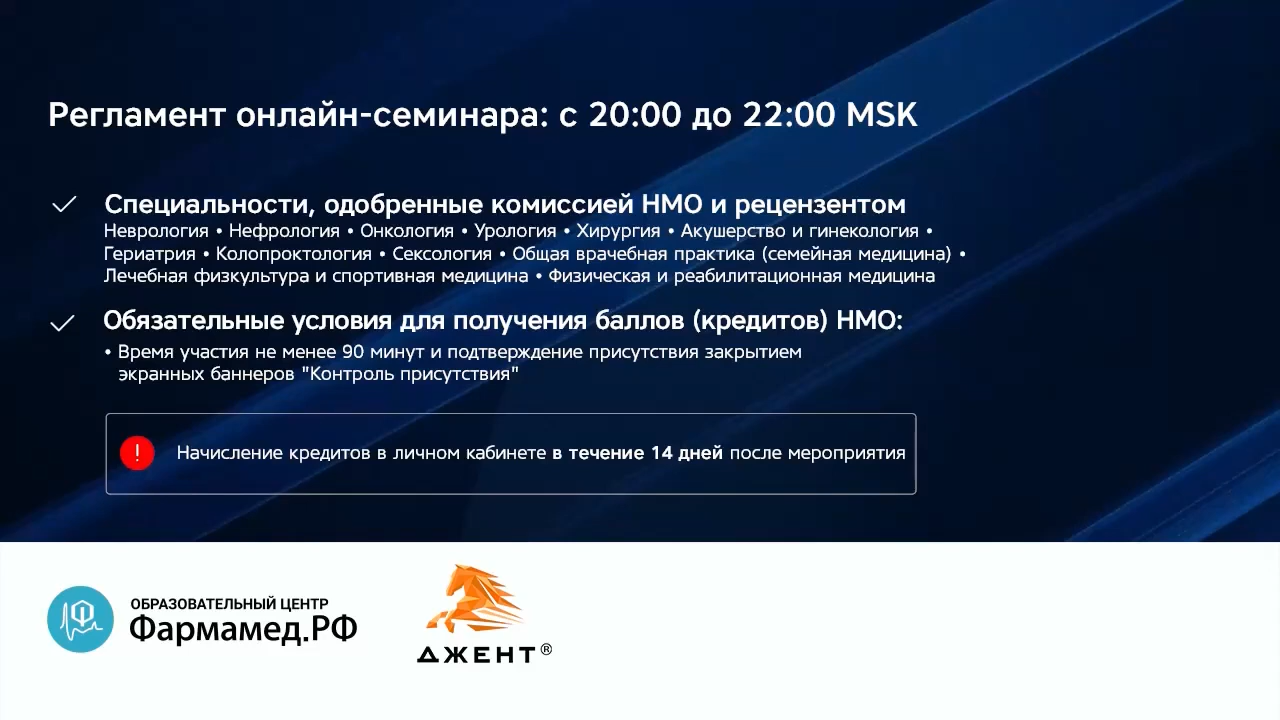 Регламент онлайн-семинара: с 20:00 до 22:00 MSK
Специальности, одобренные комиссией НМО и рецензентом
Неврология • Нефрология • Онкология • Урология • Хирургия • Акушерство и гинекология •
Гериатрия • Колопроктология • Сексология • Общая врачебная практика (семейная медицина) •
Лечебная физкультура и спортивная медицина • Физическая и реабилитационная медицина
Обязательные условия для получения баллов (кредитов) НМО:
• Время участия не менее 90 минут и подтверждение присутствия закрытием
экранных баннеров "Контроль присутствия"
! Начисление кредитов в личном кабинете в течение 14 дней после мероприятия
Ф
ОБРАЗОВАТЕЛЬНЫЙ ЦЕНТР
Фармамед.РФ
ДЖЕНТ®